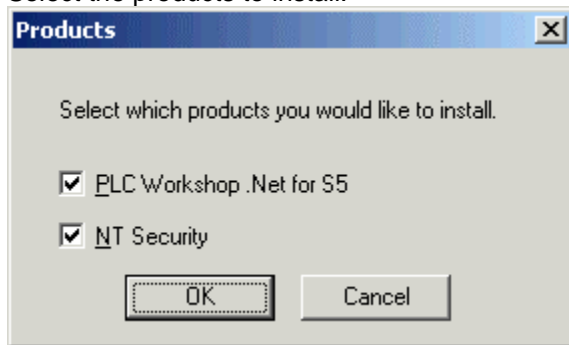 Select the products to install.
Products
Select which products you would like to install.
PLC Workshop .Net for S5
NT Security
OK
Cancel